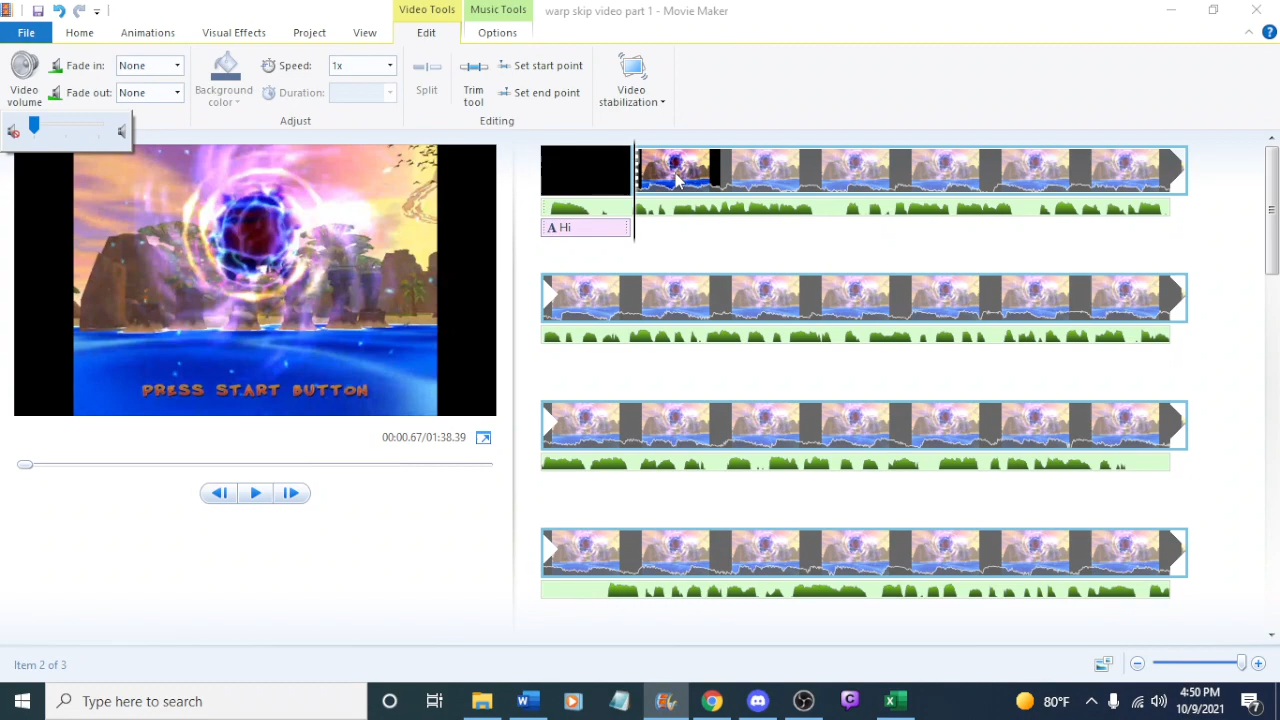 Video Tools
Music Tools
warp skip video part 1 - Movie Maker
File
Home
Animations
Visual Effects
Project
View
Edit
Options
Video volume
Fade in:
None
Fade out:
None
Background color
Speed:
1x
Duration:
Adjust
Split
Trim tool
Set start point
Set end point
Editing
Video stabilization
PRESS START BUTTON
A Hi
00:00.67/01:38.39
Item 2 of 3
Type here to search
80°F
4:50 PM
10/9/2021
7